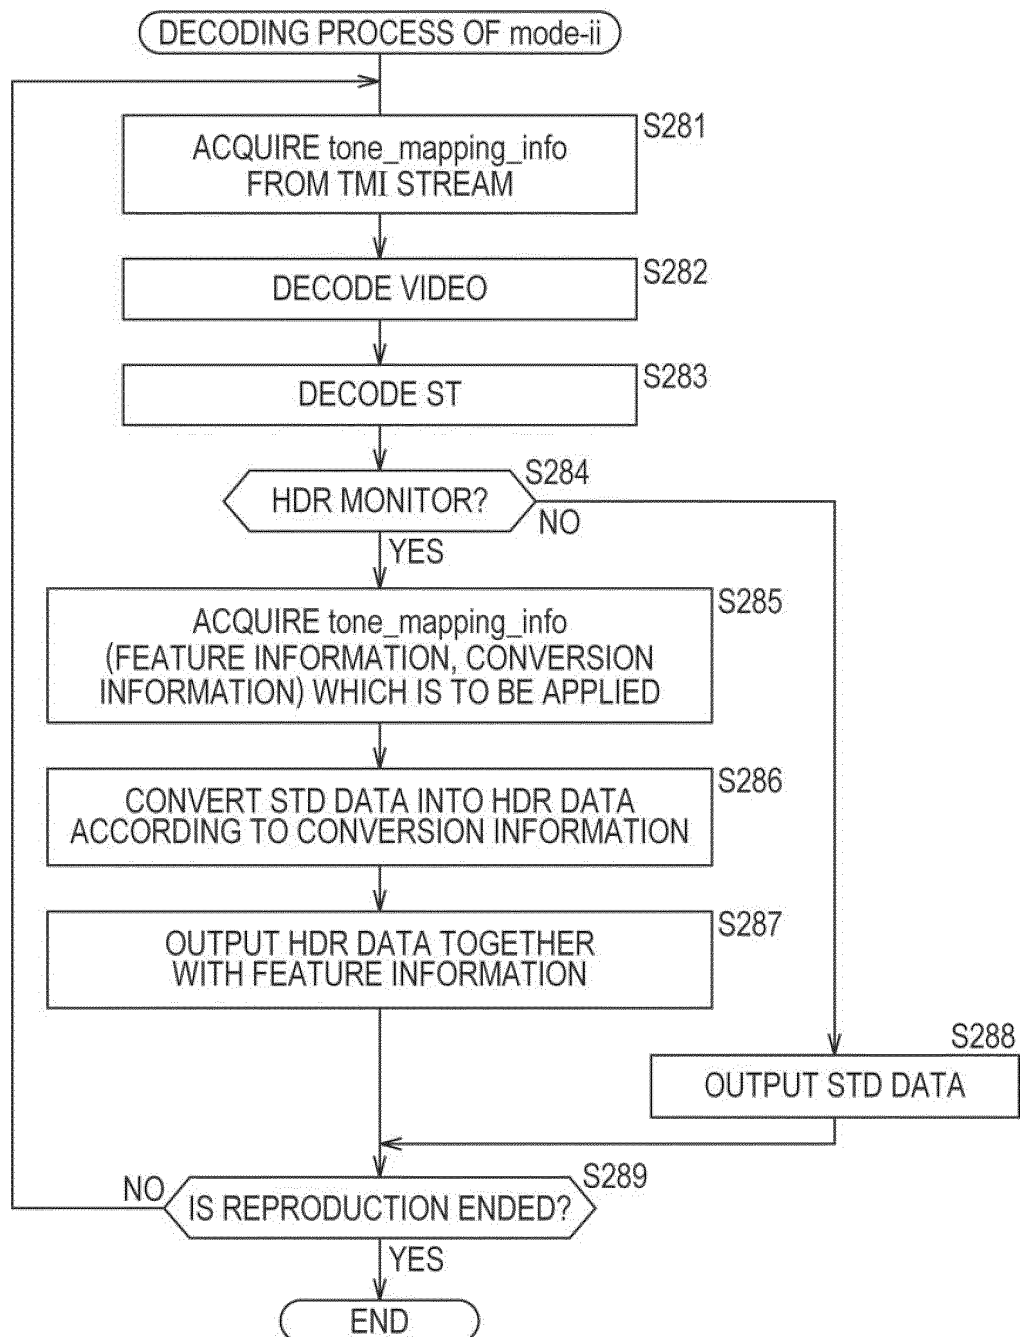 DECODING PROCESS OF mode-ii
S281
ACQUIRE tone_mapping_info
FROM TMI STREAM
S282
DECODE VIDEO
S283
DECODE ST
S284
HDR MONITOR?
NO
YES
S285
ACQUIRE tone_mapping_info
(FEATURE INFORMATION, CONVERSION
INFORMATION) WHICH IS TO BE APPLIED
S286
CONVERT STD DATA INTO HDR DATA
ACCORDING TO CONVERSION INFORMATION
S287
OUTPUT HDR DATA TOGETHER
WITH FEATURE INFORMATION
S288
OUTPUT STD DATA
S289
NO
IS REPRODUCTION ENDED?
YES
END